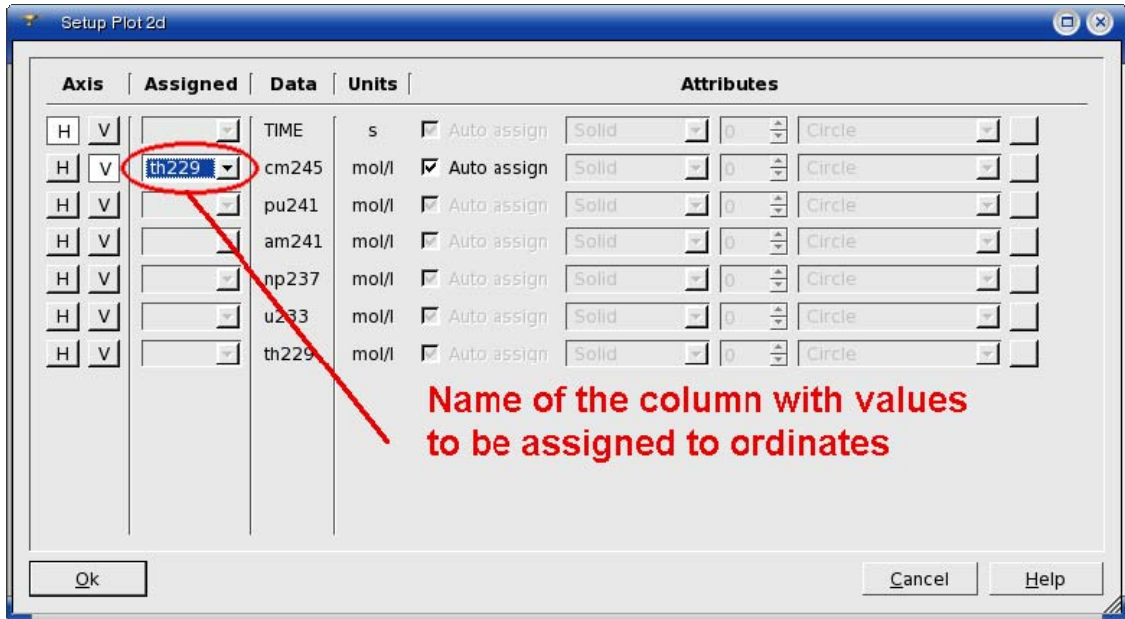 Setup Plot 2d
Axis Assigned Data Units Attributes
H V TIME s Auto assign Solid 0 Circle
H V th229 cm245 mol/l Auto assign Solid 0 Circle
H V pu241 mol/l Auto assign Solid 0 Circle
H V am241 mol/l Auto assign Solid 0 Circle
H V np237 mol/l Auto assign Solid 0 Circle
H V u233 mol/l Auto assign Solid 0 Circle
H V th229 mol/l Auto assign Solid 0 Circle
Name of the column with values
to be assigned to ordinates
Ok Cancel Help